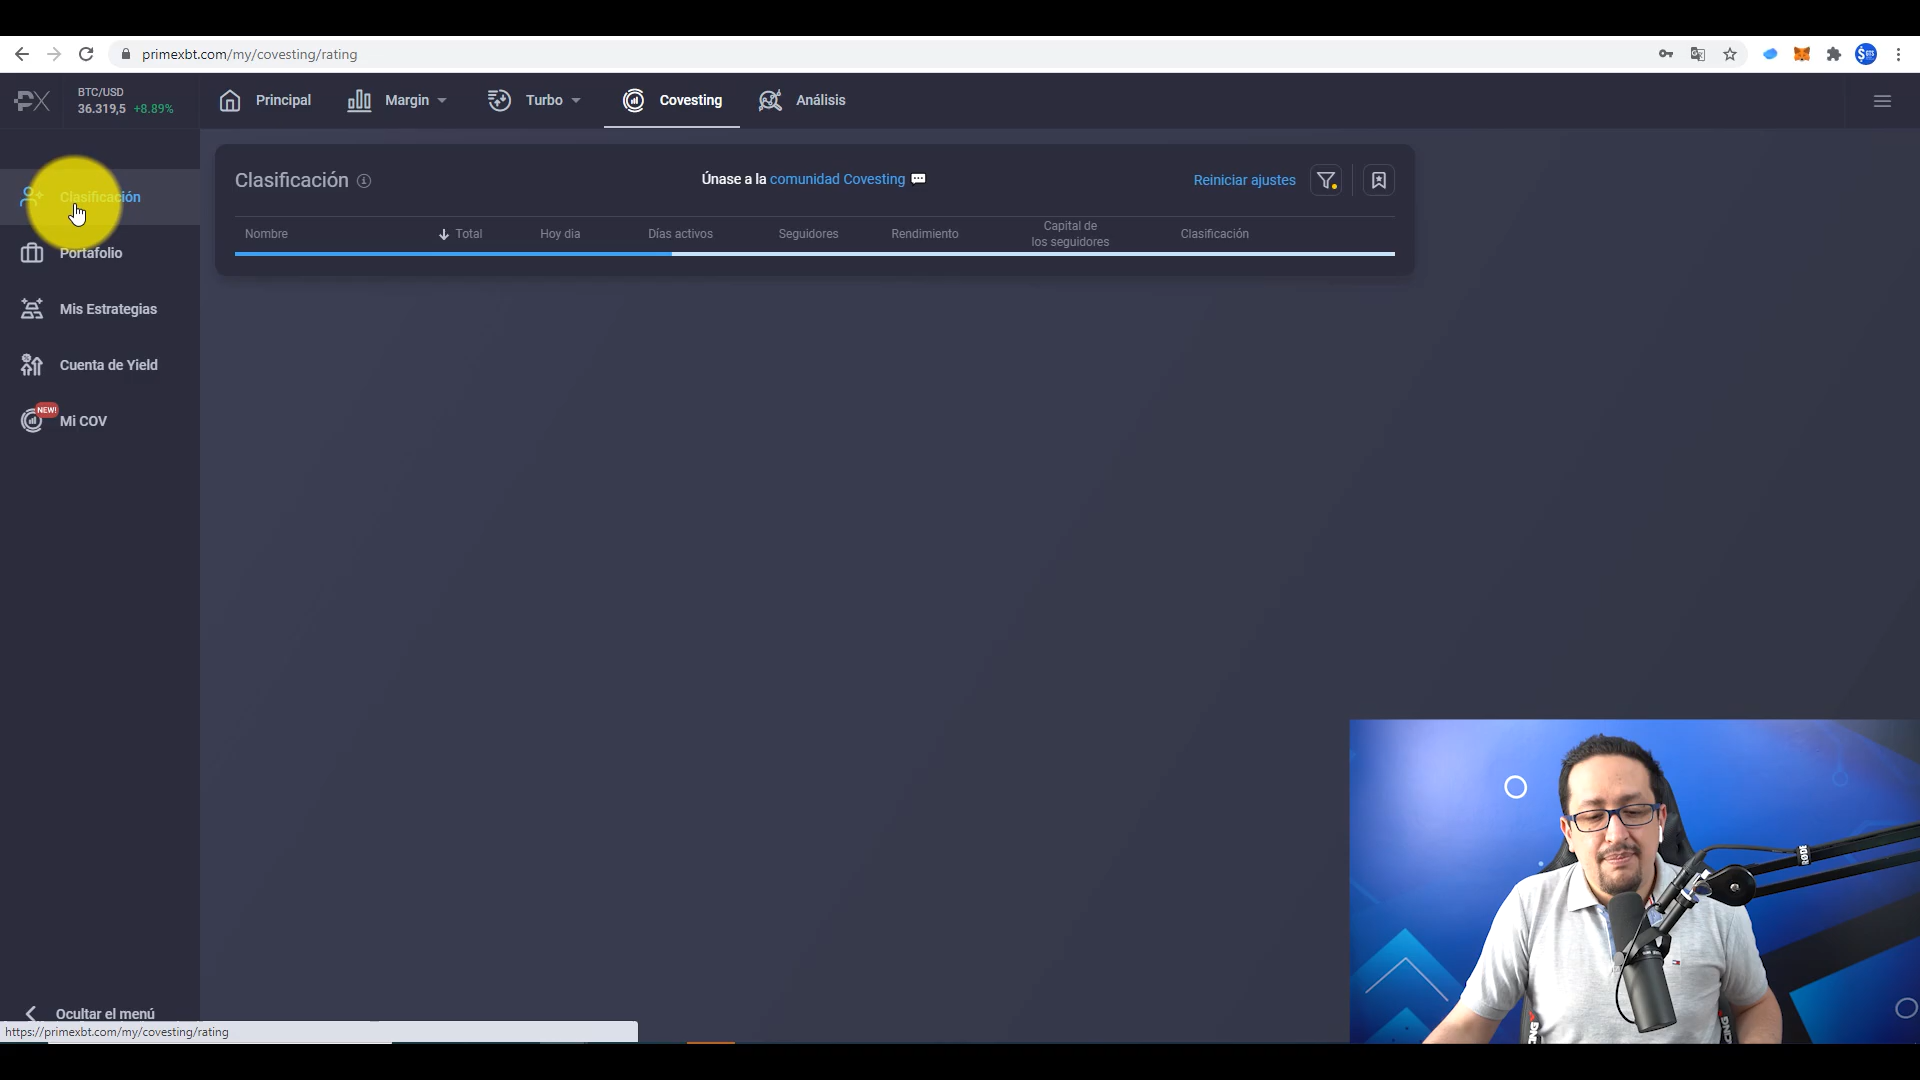 primexbt.com/my/covesting/rating
BTC/USD
36.319,5 +8.89%
Principal
Margin
Turbo
Covesting
Análisis
Clasificación
Portafolio
Mis Estrategias
Cuenta de Yield
NEW!
Mi COV
Clasificación
Únase a la comunidad Covesting
Reiniciar ajustes
Nombre
Total
Hoy dia
Días activos
Seguidores
Rendimiento
Capital de
los seguidores
Clasificación
RØDE
Ocultar el menú
https://primexbt.com/my/covesting/rating